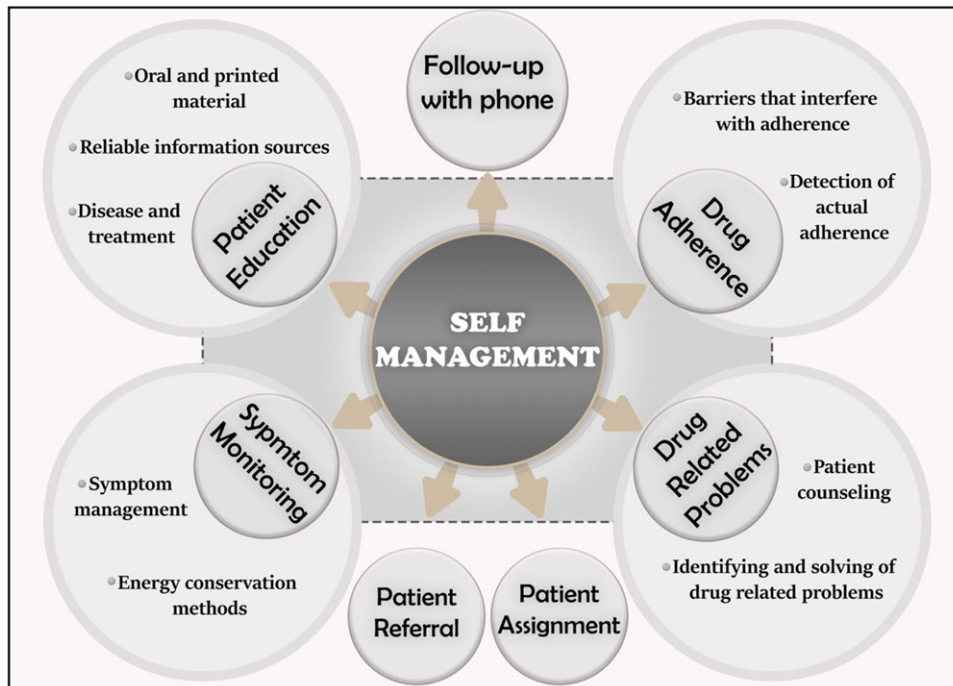 • Oral and printed
material
• Reliable information sources
• Disease and
treatment
Patient
Education
Follow-up
with phone
• Barriers that interfere
with adherence
• Detection of
actual
adherence
Drug
Adherence
SELF
MANAGEMENT
Sypmtom
Monitoring
• Symptom
management
• Energy conservation
methods
Patient
Referral
Patient
Assignment
Drug
Related
Problems
• Patient
counseling
• Identifying and solving of
drug related problems